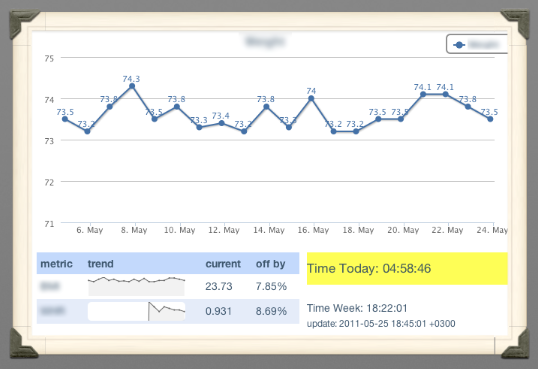 75
74
73
72
71
73.5
73.2
73.8
74.3
73.5
73.8
73.3
73.4
73.2
73.8
73.3
74
73.2
73.2
73.5
73.5
74.1
74.1
73.8
73.5
6. May
8. May
10. May
12. May
14. May
16. May
18. May
20. May
22. May
24. May
metric trend current off by
23.73 7.85%
0.931 8.69%
Time Today: 04:58:46
Time Week: 18:22:01
update: 2011-05-25 18:45:01 +0300